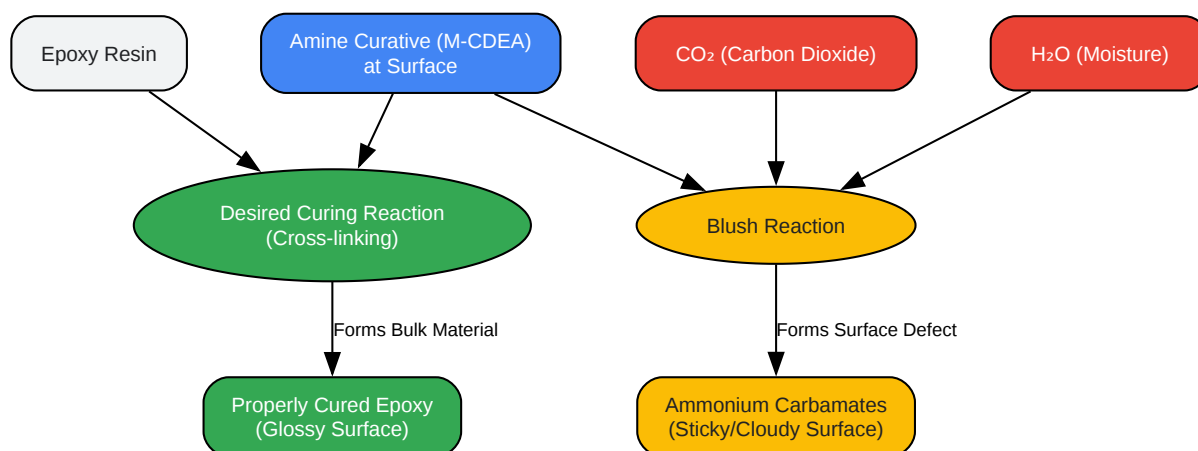 Epoxy Resin
Amine Curative (M-CDEA)
at Surface
CO₂ (Carbon Dioxide)
H₂O (Moisture)
Desired Curing Reaction
(Cross-linking)
Blush Reaction
Forms Bulk Material
Forms Surface Defect
Properly Cured Epoxy
(Glossy Surface)
Ammonium Carbamates
(Sticky/Cloudy Surface)